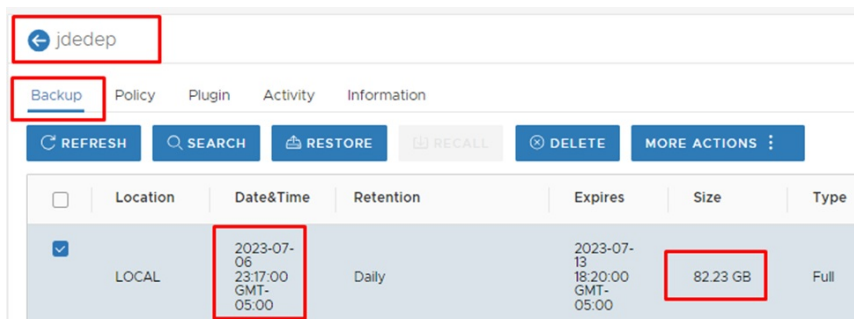 jdedep
Backup Policy Plugin Activity Information
REFRESH SEARCH RESTORE RECALL DELETE MORE ACTIONS
Location Date&Time Retention Expires Size Type
LOCAL 2023-07-06 23:17:00 GMT-05:00 Daily 2023-07-13 18:20:00 GMT-05:00 82.23 GB Full